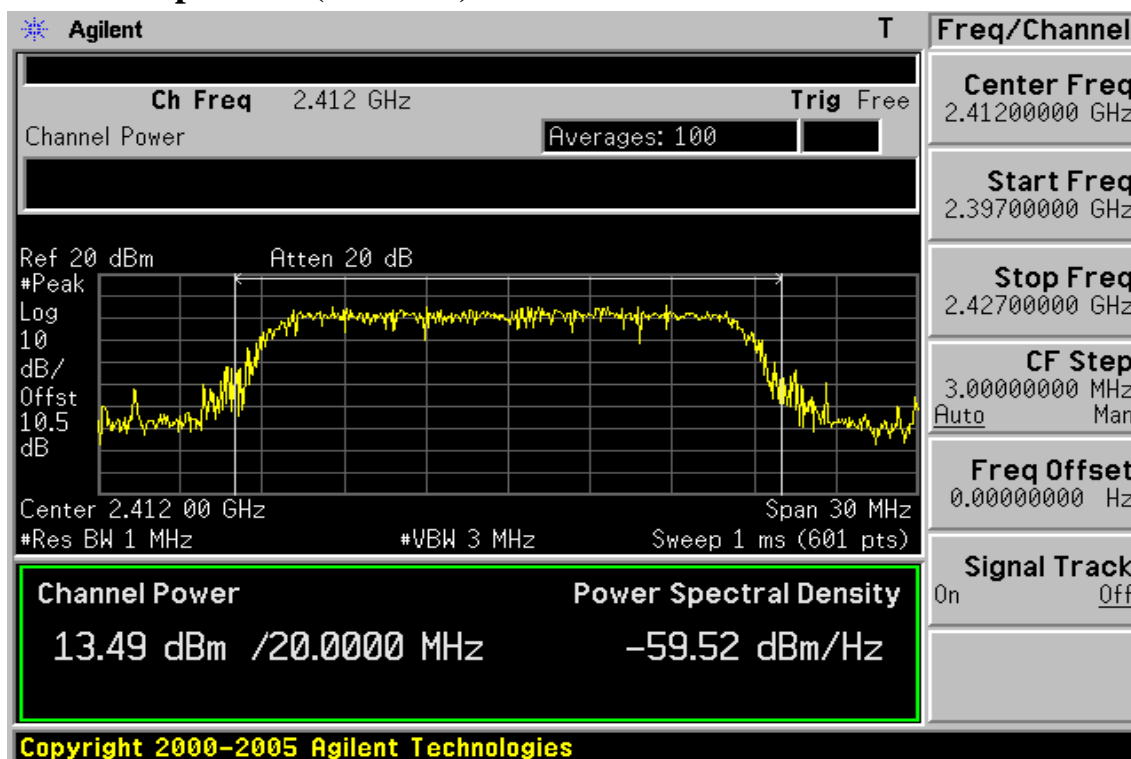 Agilent T Freq/Channel
Ch Freq 2.412 GHz Trig Free
Channel Power Averages: 100
Center Freq
2.41200000 GHz
Start Freq
2.39700000 GHz
Stop Freq
2.42700000 GHz
CF Step
3.00000000 MHz
Auto Man
Freq Offset
0.00000000 Hz
Signal Track
On Off
Ref 20 dBm Atten 20 dB
#Peak
Log
10
dB/
Offst
10.5
dB
Center 2.412 00 GHz Span 30 MHz
#Res BW 1 MHz #VBW 3 MHz Sweep 1 ms (601 pts)
Channel Power Power Spectral Density
13.49 dBm /20.0000 MHz -59.52 dBm/Hz
Copyright 2000-2005 Agilent Technologies